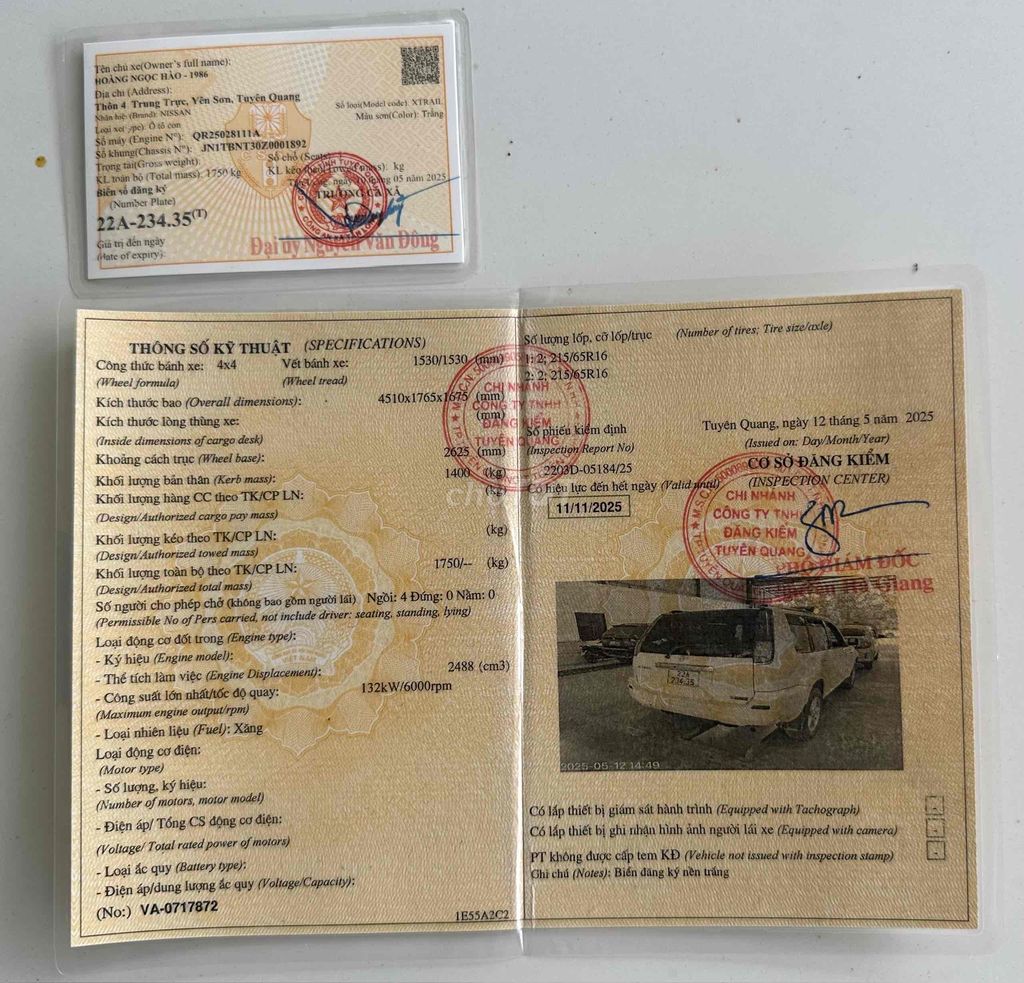 Tên chủ xe(Owner's full name):
HOÀNG NGỌC HÀO - 1986
Địa chỉ (Address):
Thôn 4 Trung Trực, Yên Sơn, Tuyên Quang
Nhãn hiệu (Brand): NISSAN
Số loại(Model code): XTRAIL
Loại xe(Type): Ô tô con
Màu sơn(Color): Trắng
Số máy (Engine N°): QR25028111A
Số khung(Chassis N°): JN1TBNT30Z0001892
Trọng tải(Gross weight):
Số chỗ (Seats
KL toàn bộ (Total mass): 1750 kg
KL kéo theo(Towed mass): kg
ngày 05 năm 2025
Biển số đăng ký
(Number Plate)
TRƯỞNG CA XÃ
22A-234.35(T)
Giá trị đến ngày
(date of expiry):
Đại úy Nguyễn Văn Đông
THÔNG SỐ KỸ THUẬT (SPECIFICATIONS)
Công thức bánh xe: 4x4 Vết bánh xe: 1530/1530 (mm)
(Wheel formula) (Wheel tread)
Kích thước bao (Overall dimensions): 4510x1765x1675 (mm)
Kích thước lòng thùng xe: (mm)
(Inside dimensions of cargo desk)
Khoảng cách trục (Wheel base): 2625 (mm)
Khối lượng bản thân (Kerb mass): 1400 (kg)
Khối lượng hàng CC theo TK/CP LN: (kg)
(Design/Authorized cargo pay mass)
Khối lượng kéo theo TK/CP LN: (kg)
(Design/Authorized towed mass)
Khối lượng toàn bộ theo TK/CP LN: 1750/-- (kg)
(Design/Authorized total mass)
Số người cho phép chở (không bao gồm người lái) Ngồi: 4 Đứng: 0 Nằm: 0
(Permissible No of Pers carried, not include driver: seating, standing, lying)
Loại động cơ đốt trong (Engine type):
- Ký hiệu (Engine model):
- Thể tích làm việc (Engine Displacement): 2488 (cm3)
- Công suất lớn nhất/tốc độ quay: 132kW/6000rpm
(Maximum engine output/rpm)
- Loại nhiên liệu (Fuel): Xăng
Loại động cơ điện:
(Motor type)
- Số lượng, ký hiệu:
(Number of motors, motor model)
- Điện áp/ Tổng CS động cơ điện:
(Voltage/ Total rated power of motors)
- Loại ắc quy (Battery type):
- Điện áp/dung lượng ắc quy (Voltage/Capacity):
(No:) VA-0717872
1E55A2C2
Số lượng lốp, cỡ lốp/trục (Number of tires; Tire size/axle)
1: 2; 215/65R16
2: 2; 215/65R16
CHI NHÁNH
CÔNG TY TNHH
ĐĂNG KIỂM
TUYÊN QUANG
Số phiếu kiểm định
(Inspection Report No)
2203D-05184/25
Có hiệu lực đến hết ngày (Valid until)
11/11/2025
Tuyên Quang, ngày 12 tháng 5 năm 2025
(Issued on: Day/Month/Year)
CƠ SỞ ĐĂNG KIỂM
(INSPECTION CENTER)
CHI NHÁNH
CÔNG TY TNHH
ĐĂNG KIỂM
TUYÊN QUANG
PHÓ GIÁM ĐỐC
22A
234.35
2025-05-12 14:49
Có lắp thiết bị giám sát hành trình (Equipped with Tachograph)
Có lắp thiết bị ghi nhận hình ảnh người lái xe (Equipped with camera)
PT không được cấp tem KĐ (Vehicle not issued with inspection stamp)
Ghi chú (Notes): Biển đăng ký nền trắng